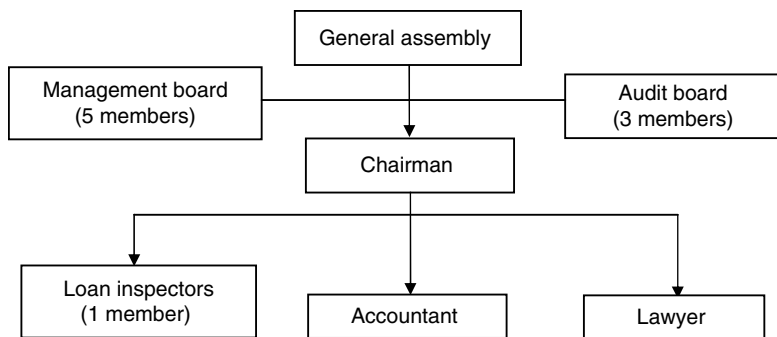 General assembly
Management board
(5 members)
Audit board
(3 members)
Chairman
Loan inspectors
(1 member)
Accountant
Lawyer